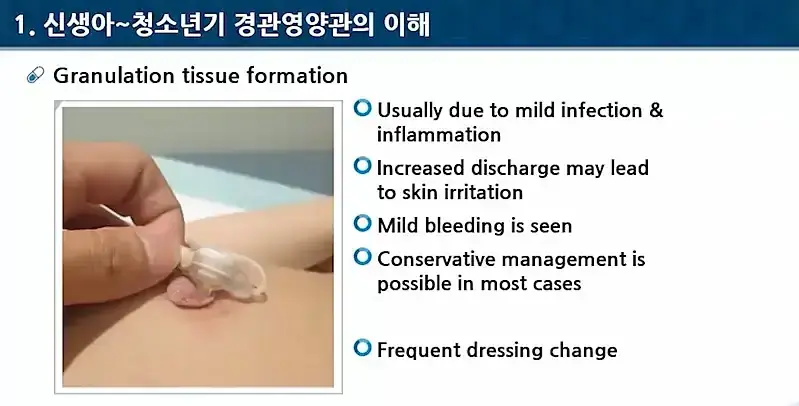 1. 신생아~청소년기 경관영양관의 이해
Granulation tissue formation
Usually due to mild infection &
inflammation
Increased discharge may lead
to skin irritation
Mild bleeding is seen
Conservative management is
possible in most cases
Frequent dressing change